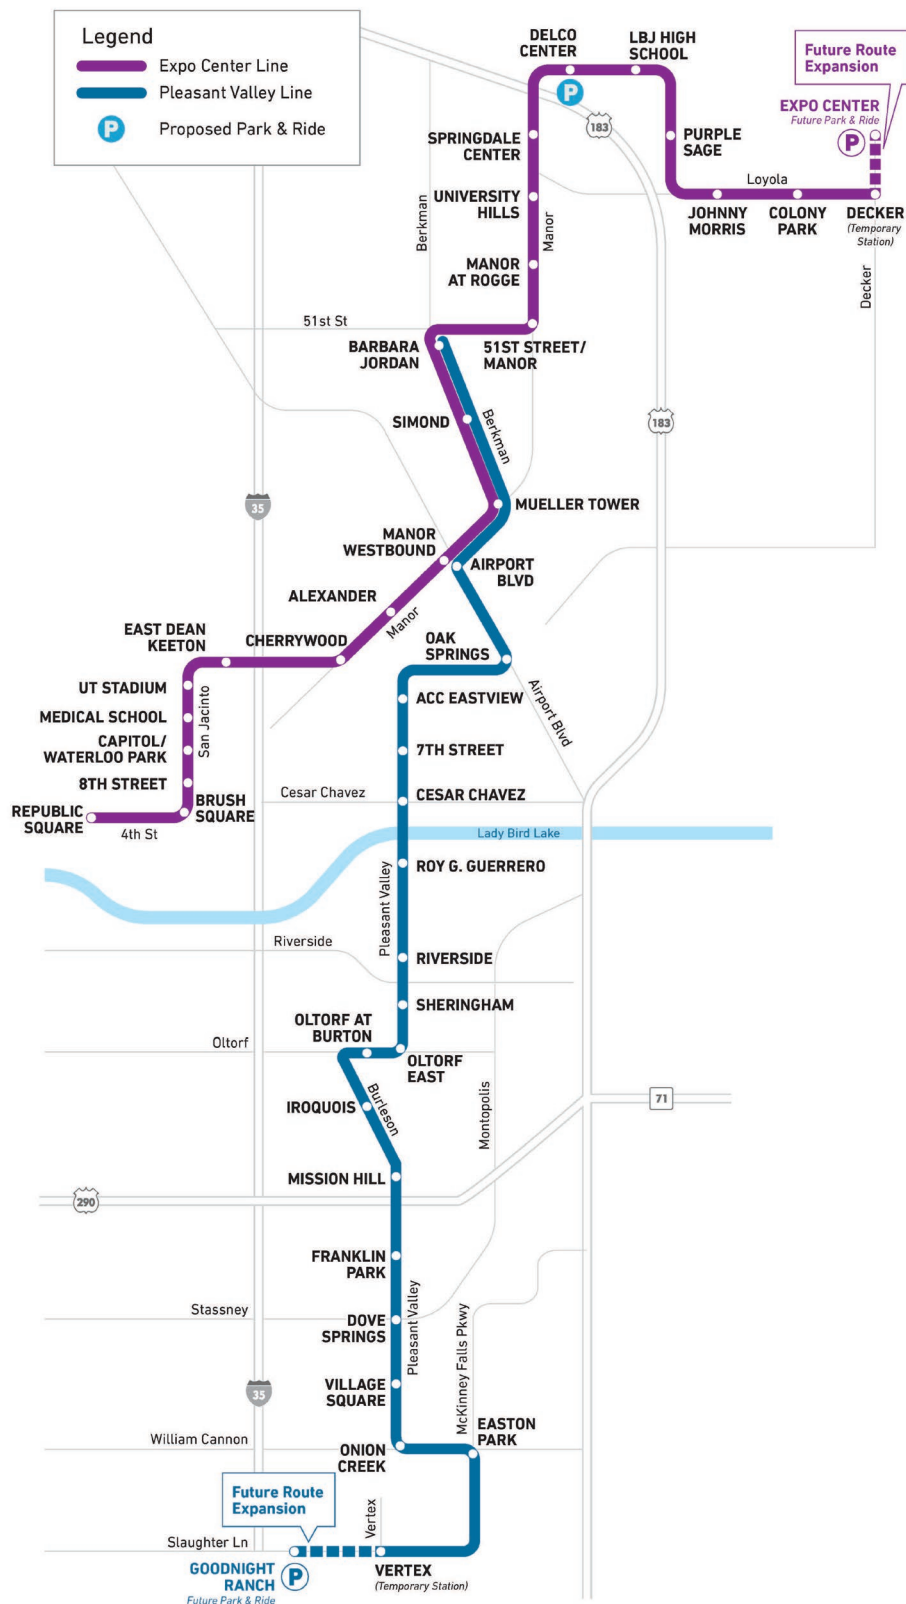 Legend
Expo Center Line
Pleasant Valley Line
P
Proposed Park & Ride
DELCO
CENTER
LBJ HIGH
SCHOOL
Future Route
Expansion
P
183
EXPO CENTER
Future Park & Ride
P
SPRINGDALE
CENTER
PURPLE
SAGE
UNIVERSITY
HILLS
Loyola
Berkman
Manor
JOHNNY
MORRIS
COLONY
PARK
DECKER
(Temporary
Station)
MANOR
AT ROGGE
Decker
51st St
BARBARA
JORDAN
51ST STREET/
MANOR
SIMOND
Berkman
183
35
MUELLER TOWER
MANOR
WESTBOUND
AIRPORT
BLVD
ALEXANDER
Manor
EAST DEAN
KEETON
CHERRYWOOD
OAK
SPRINGS
UT STADIUM
ACC EASTVIEW
Airport Blvd
MEDICAL SCHOOL
San Jacinto
CAPITOL/
WATERLOO PARK
7TH STREET
8TH STREET
Cesar Chavez
CESAR CHAVEZ
REPUBLIC
SQUARE
BRUSH
SQUARE
4th St
Lady Bird Lake
ROY G. GUERRERO
Pleasant Valley
Riverside
RIVERSIDE
SHERINGHAM
OLTORF AT
BURTON
Oltorf
OLTORF
EAST
IROQUOIS
Burleson
Montopolis
71
MISSION HILL
290
FRANKLIN
PARK
Stassney
DOVE
SPRINGS
Pleasant Valley
McKinney Falls Pkwy
35
VILLAGE
SQUARE
William Cannon
EASTON
PARK
ONION
CREEK
Future Route
Expansion
Vertex
Slaughter Ln
GOODNIGHT
RANCH
Future Park & Ride
P
VERTEX
(Temporary Station)